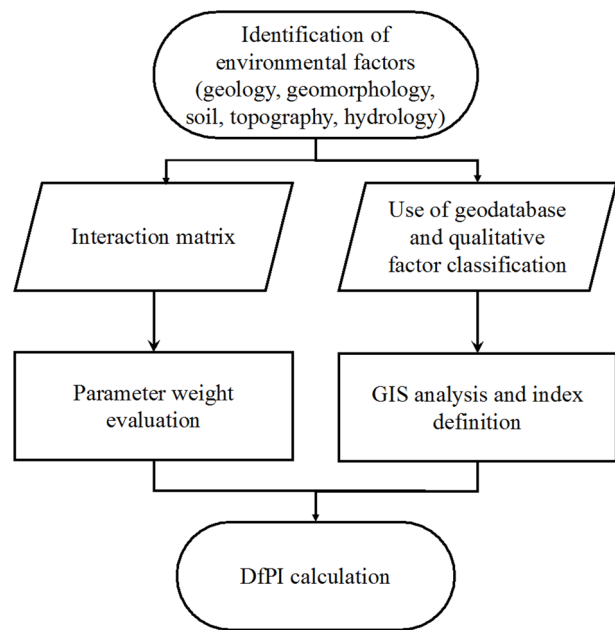 Identification of
environmental factors
(geology, geomorphology,
soil, topography, hydrology)
Interaction matrix
Use of geodatabase
and qualitative
factor classification
Parameter weight
evaluation
GIS analysis and index
definition
DfPI calculation